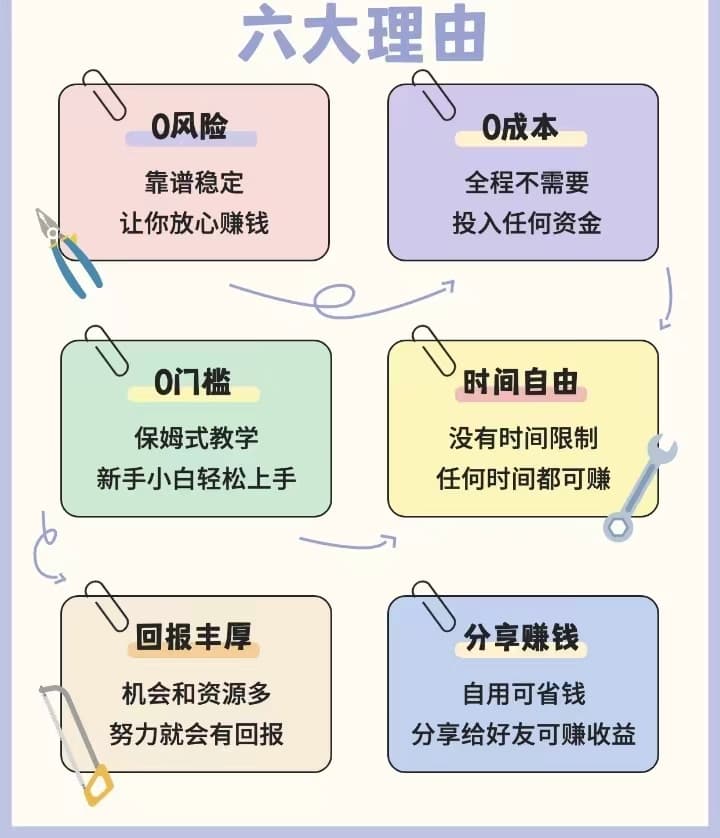 六大理由
0风险
靠谱稳定
让你放心赚钱
0成本
全程不需要
投入任何资金
0门槛
保姆式教学
新手小白轻松上手
时间自由
没有时间限制
任何时间都可赚
回报丰厚
机会和资源多
努力就会有回报
分享赚钱
自用可省钱
分享给好友可赚收益